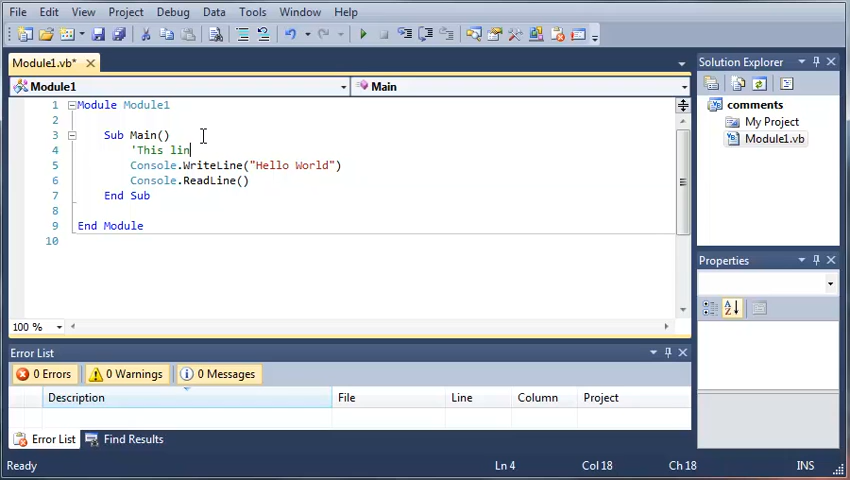 File Edit View Project Debug Data Tools Window Help
Module1.vb*
Module1 Main
1 Module Module1
2
3 Sub Main()
4 'This lin
5 Console.WriteLine("Hello World")
6 Console.ReadLine()
7 End Sub
8
9 End Module
10
100 %
Solution Explorer
comments
My Project
Module1.vb
Properties
Error List
0 Errors 0 Warnings 0 Messages
Description File Line Column Project
Error List Find Results
Ready Ln 4 Col 18 Ch 18 INS